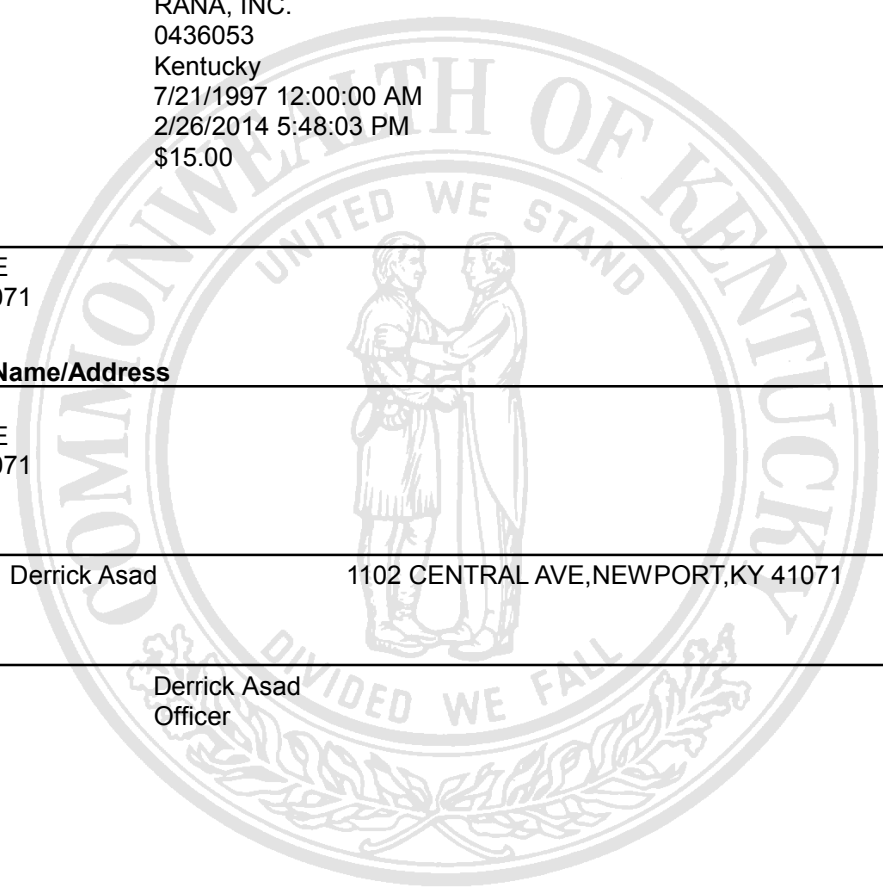 RANA, INC.
0436053
Kentucky
7/21/1997 12:00:00 AM
2/26/2014 5:48:03 PM
$15.00
E
071
Name/Address
E
071
Derrick Asad 1102 CENTRAL AVE,NEWPORT,KY 41071
Derrick Asad
Officer
COMMONWEALTH OF KENTUCKY
UNITED WE STAND
DIVIDED WE FALL